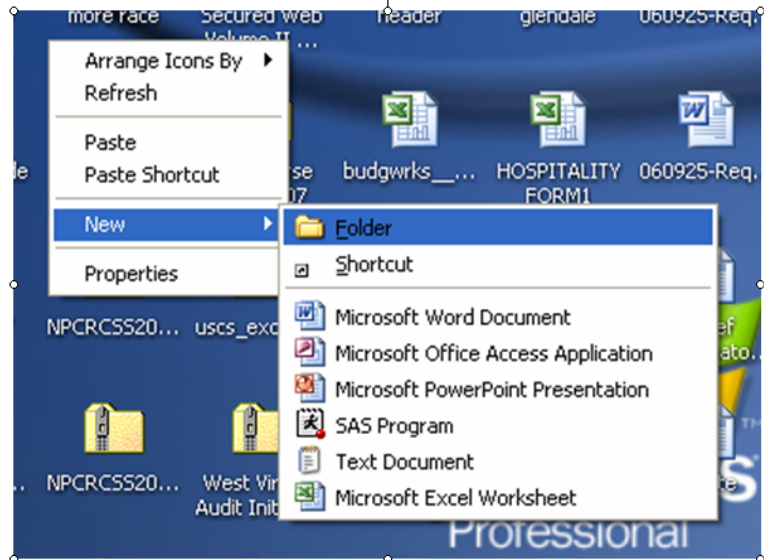 more race
Secured Web
Volume II ...
header
glendale
060925-Req.
Arrange Icons By
Refresh
Paste
Paste Shortcut
New
Properties
budgwrks__...
HOSPITALITY
FORM1
060925-Req.
Folder
Shortcut
Microsoft Word Document
Microsoft Office Access Application
Microsoft PowerPoint Presentation
SAS Program
Text Document
Microsoft Excel Worksheet
NPCRCSS20...
NPCRCSS20...
West Vir
Audit Init
Professional